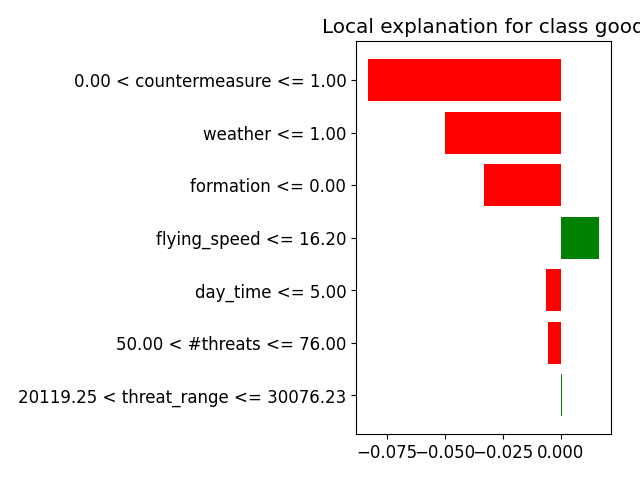 Local explanation for class good
0.00 < countermeasure <= 1.00
weather <= 1.00
formation <= 0.00
flying_speed <= 16.20
day_time <= 5.00
50.00 < #threats <= 76.00
20119.25 < threat_range <= 30076.23
−0.075 −0.050 −0.025 0.000